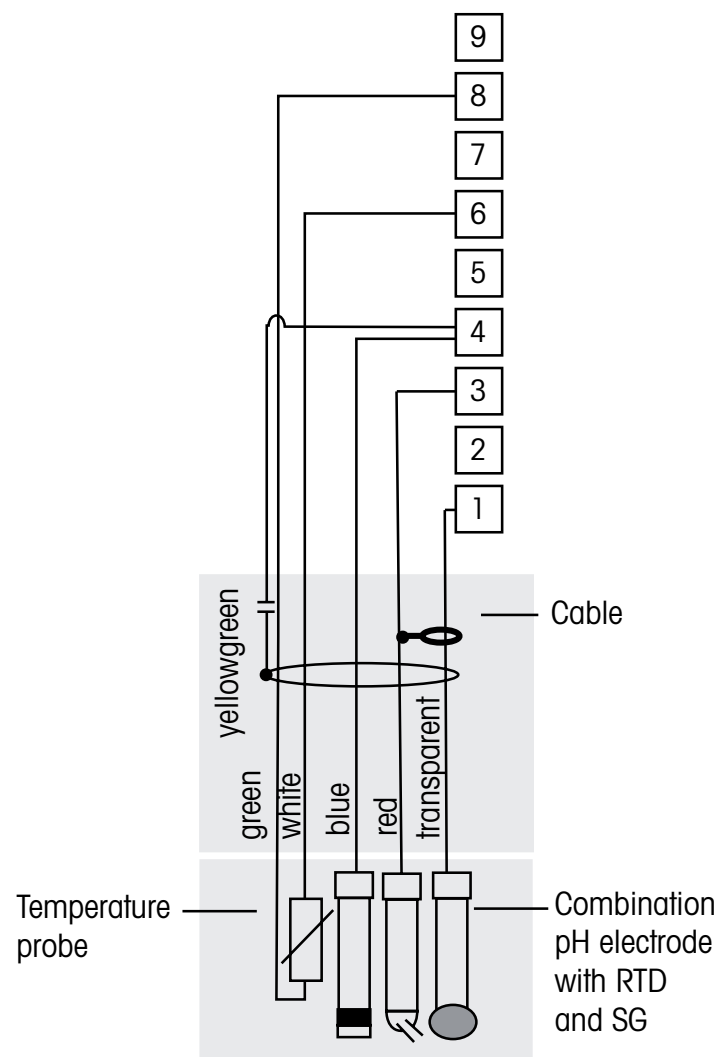 9
8
7
6
5
4
3
2
1
Cable
yellowgreen
green
white
blue
red
transparent
Temperature
probe
Combination
pH electrode
with RTD
and SG